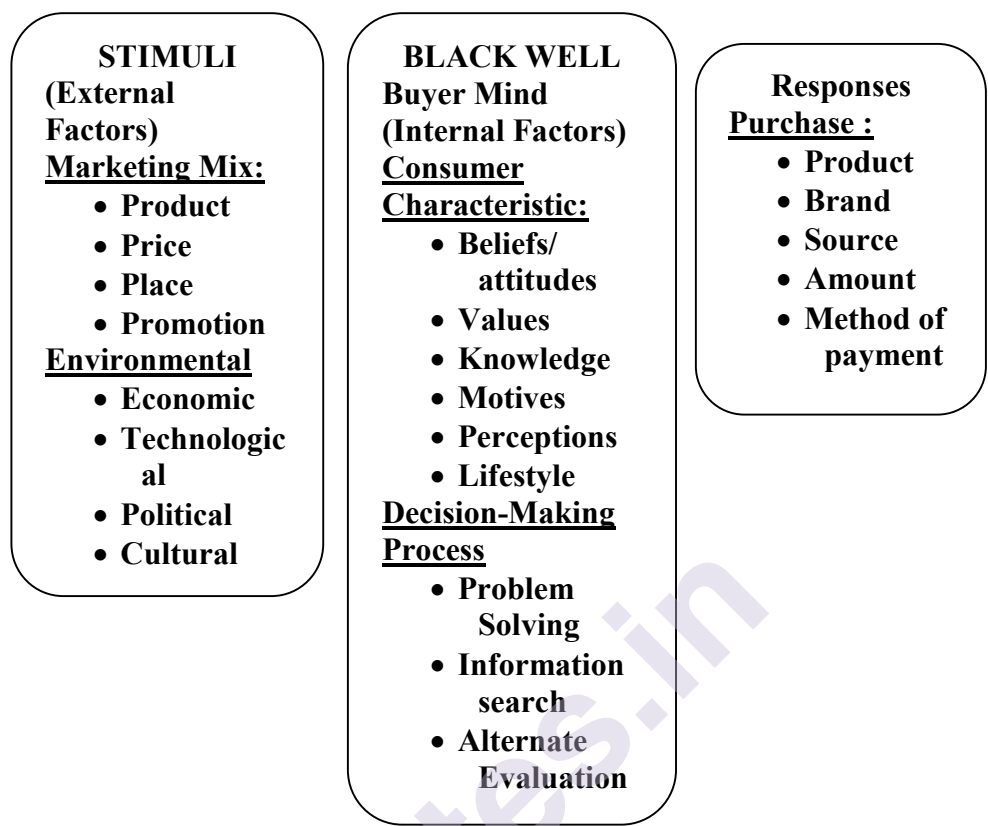 STIMULI
(External
Factors)
Marketing Mix:
• Product
• Price
• Place
• Promotion
Environmental
• Economic
• Technologic
al
• Political
• Cultural
BLACK WELL
Buyer Mind
(Internal Factors)
Consumer
Characteristic:
• Beliefs/
attitudes
• Values
• Knowledge
• Motives
• Perceptions
• Lifestyle
Decision-Making
Process
• Problem
Solving
• Information
search
• Alternate
Evaluation
Responses
Purchase :
• Product
• Brand
• Source
• Amount
• Method of
payment
tes.in